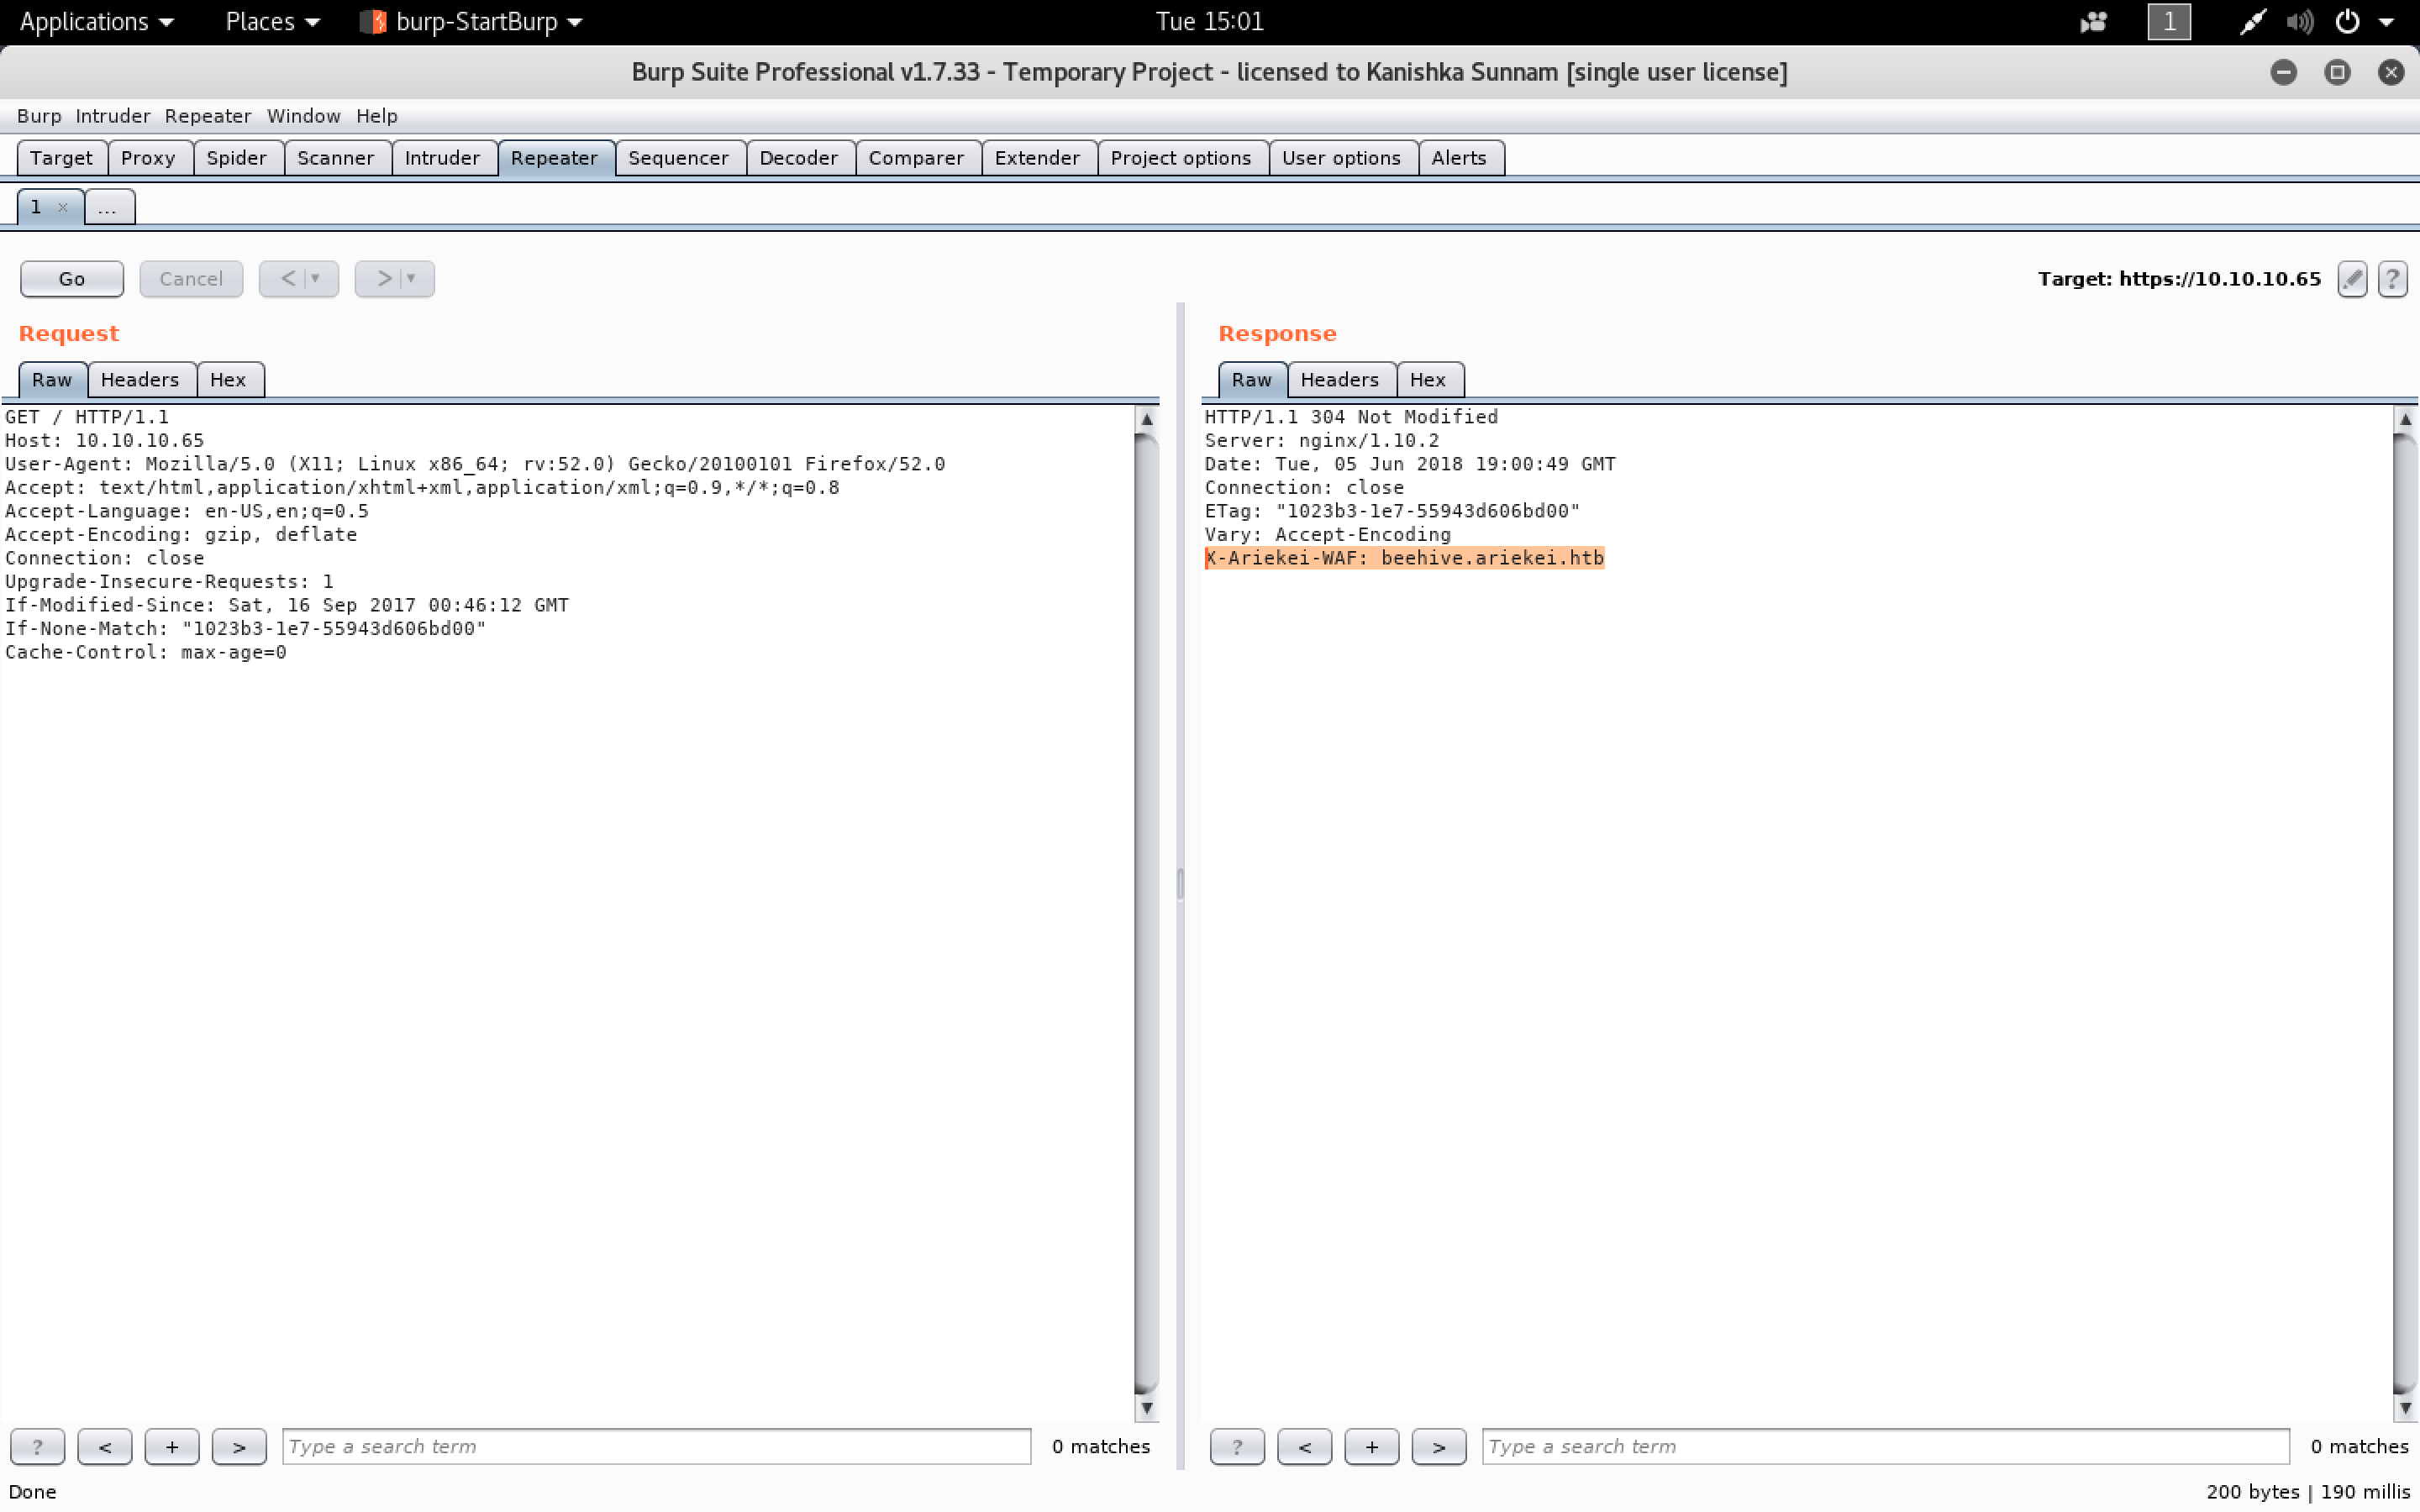 Applications Places burp-StartBurp Tue 15:01 1
Burp Suite Professional v1.7.33 - Temporary Project - licensed to Kanishka Sunnam [single user license]
Burp Intruder Repeater Window Help
Target Proxy Spider Scanner Intruder Repeater Sequencer Decoder Comparer Extender Project options User options Alerts
1 × ...
Go Cancel < > Target: https://10.10.10.65 ?
Request
Raw Headers Hex
GET / HTTP/1.1
Host: 10.10.10.65
User-Agent: Mozilla/5.0 (X11; Linux x86_64; rv:52.0) Gecko/20100101 Firefox/52.0
Accept: text/html,application/xhtml+xml,application/xml;q=0.9,*/*;q=0.8
Accept-Language: en-US,en;q=0.5
Accept-Encoding: gzip, deflate
Connection: close
Upgrade-Insecure-Requests: 1
If-Modified-Since: Sat, 16 Sep 2017 00:46:12 GMT
If-None-Match: "1023b3-1e7-55943d606bd00"
Cache-Control: max-age=0
? < + > Type a search term 0 matches
Response
Raw Headers Hex
HTTP/1.1 304 Not Modified
Server: nginx/1.10.2
Date: Tue, 05 Jun 2018 19:00:49 GMT
Connection: close
ETag: "1023b3-1e7-55943d606bd00"
Vary: Accept-Encoding
X-Ariekei-WAF: beehive.ariekei.htb
? < + > Type a search term 0 matches
Done 200 bytes | 190 millis